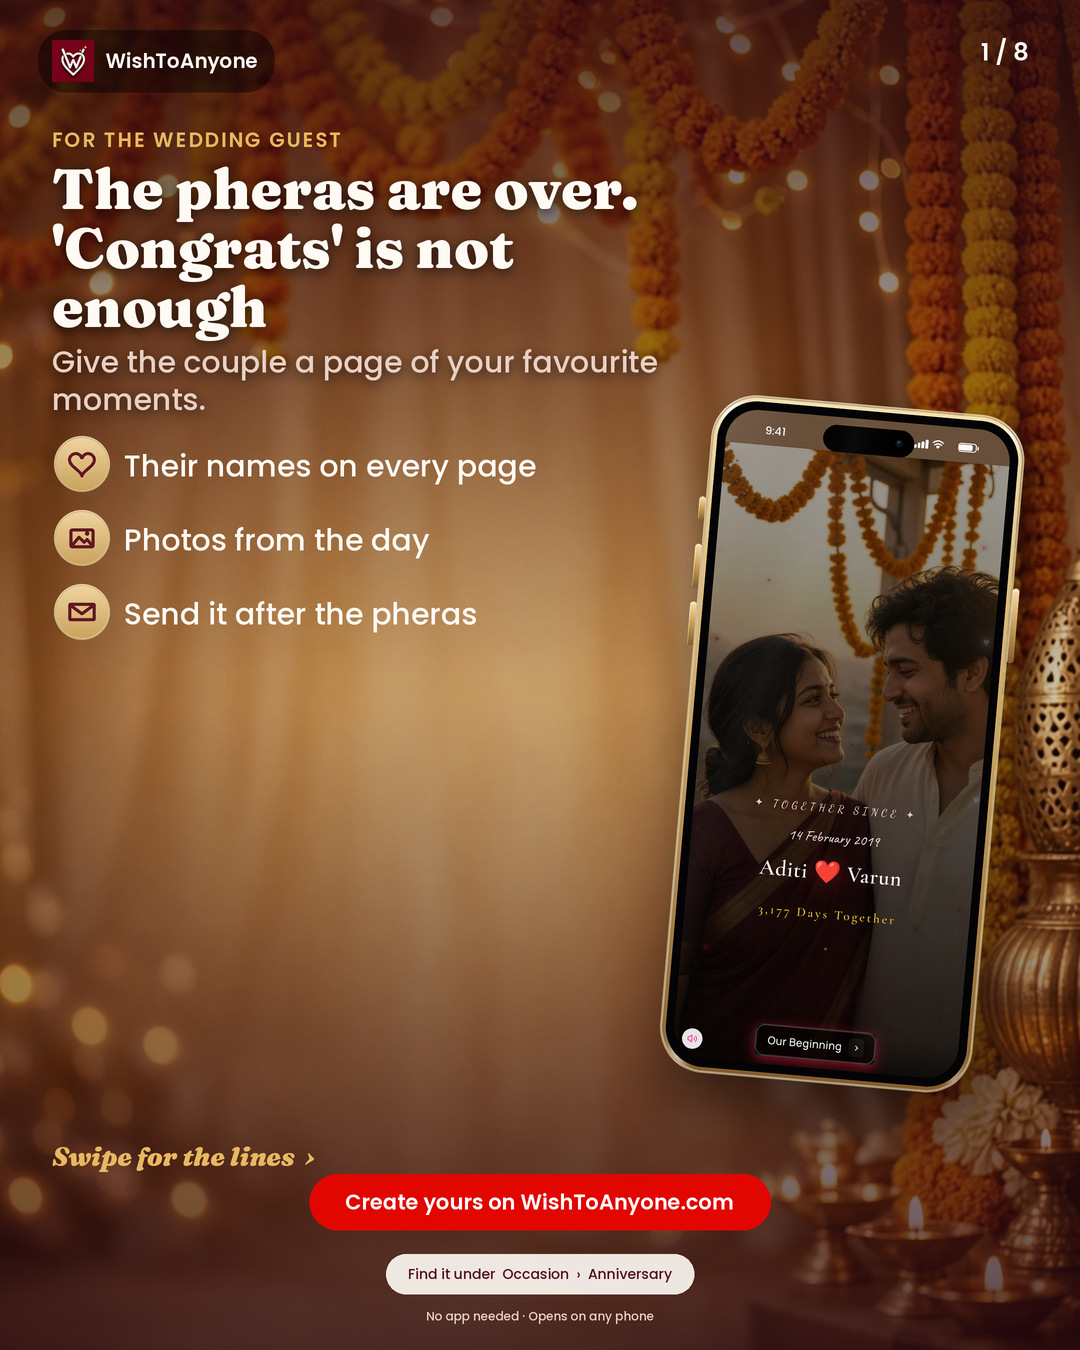 WishToAnyone
1 / 8
FOR THE WEDDING GUEST
The pheras are over.
'Congrats' is not
enough
Give the couple a page of your favourite
moments.
Their names on every page
Photos from the day
Send it after the pheras
9:41
✦ TOGETHER SINCE ✦
14 February 2019
Aditi ❤️ Varun
3,177 Days Together
Our Beginning ›
Swipe for the lines ›
Create yours on WishToAnyone.com
Find it under Occasion › Anniversary
No app needed · Opens on any phone